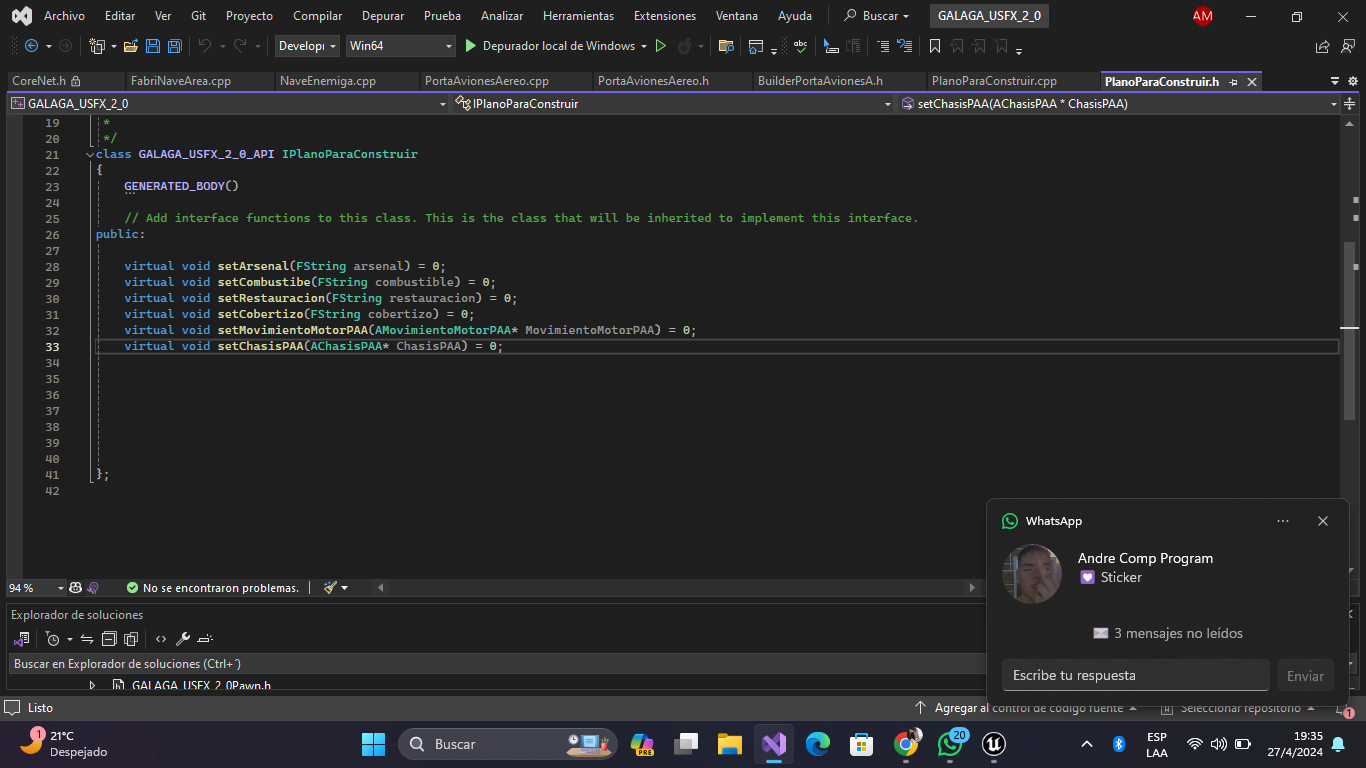 Archivo Editar Ver Git Proyecto Compilar Depurar Prueba Analizar Herramientas Extensiones Ventana Ayuda Buscar GALAGA_USFX_2_0 AM
Develop Win64 Depurador local de Windows
CoreNet.h FabriNaveArea.cpp NaveEnemiga.cpp PortaAvionesAereo.cpp PortaAvionesAereo.h BuilderPortaAvionesA.h PlanoParaConstruir.cpp PlanoParaConstruir.h
GALAGA_USFX_2_0 IPlanoParaConstruir setChasisPAA(AChasisPAA * ChasisPAA)
19 *
20 */
21 class GALAGA_USFX_2_0_API IPlanoParaConstruir
22 {
23 GENERATED_BODY()
24
25 // Add interface functions to this class. This is the class that will be inherited to implement this interface.
26 public:
27
28 virtual void setArsenal(FString arsenal) = 0;
29 virtual void setCombustibe(FString combustible) = 0;
30 virtual void setRestauracion(FString restauracion) = 0;
31 virtual void setCobertizo(FString cobertizo) = 0;
32 virtual void setMovimientoMotorPAA(AMovimientoMotorPAA* MovimientoMotorPAA) = 0;
33 virtual void setChasisPAA(AChasisPAA* ChasisPAA) = 0;
34
35
36
37
38
39
40
41 };
42
94 % No se encontraron problemas.
WhatsApp
Andre Comp Program
Sticker
3 mensajes no leídos
Escribe tu respuesta Enviar
Explorador de soluciones
Buscar en Explorador de soluciones (Ctrl+´)
GALAGA_USFX_2_0Pawn.h
Listo Agregar al control de código fuente Seleccionar repositorio 1
1 21°C
Despejado
Buscar
PRE
20
ESP
LAA
19:35
27/4/2024